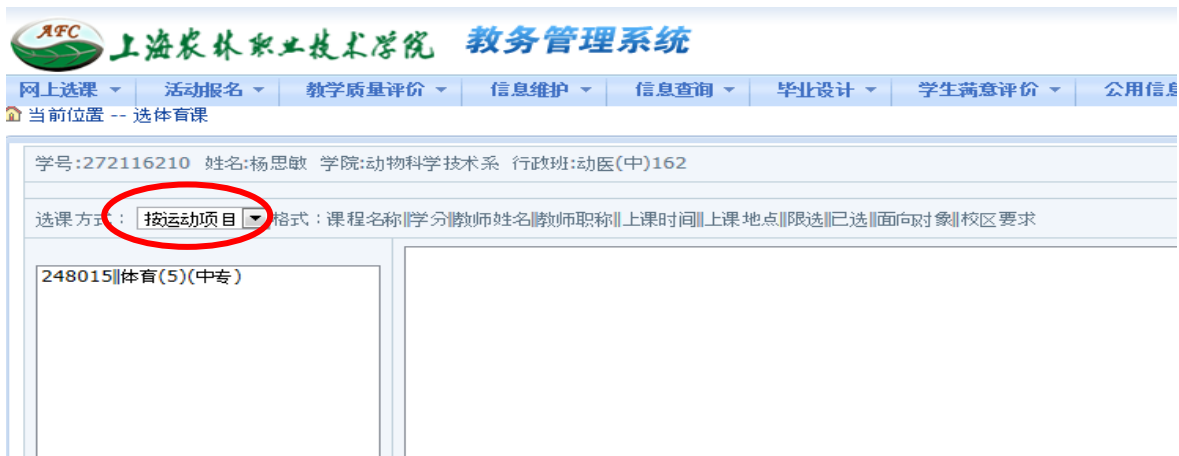 AFC 上海农林职业技术学院 教务管理系统
网上选课 活动报名 教学质量评价 信息维护 信息查询 毕业设计 学生满意评价 公用信息
当前位置 -- 选体育课
学号:272116210 姓名:杨思敏 学院:动物科学技术系 行政班:动医(中)162
选课方式： 按运动项目 格式：课程名称||学分||教师姓名||教师职称||上课时间||上课地点||限选||已选||面向对象||校区要求
248015||体育(5)(中专)